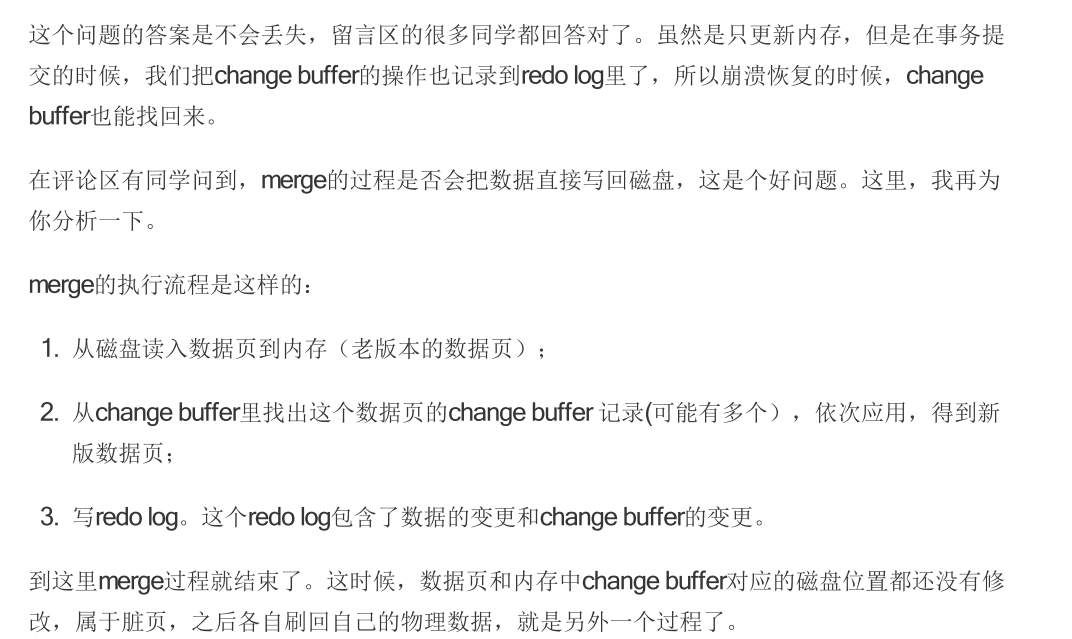 这个问题的答案是不会丢失，留言区的很多同学都回答对了。虽然是只更新内存，但是在事务提
交的时候，我们把change buffer的操作也记录到redo log里了，所以崩溃恢复的时候，change
buffer也能找回来。
在评论区有同学问到，merge的过程是否会把数据直接写回磁盘，这是个好问题。这里，我再为
你分析一下。
merge的执行流程是这样的：
1. 从磁盘读入数据页到内存（老版本的数据页）；
2. 从change buffer里找出这个数据页的change buffer 记录(可能有多个），依次应用，得到新
版数据页；
3. 写redo log。这个redo log包含了数据的变更和change buffer的变更。
到这里merge过程就结束了。这时候，数据页和内存中change buffer对应的磁盘位置都还没有修
改，属于脏页，之后各自刷回自己的物理数据，就是另外一个过程了。